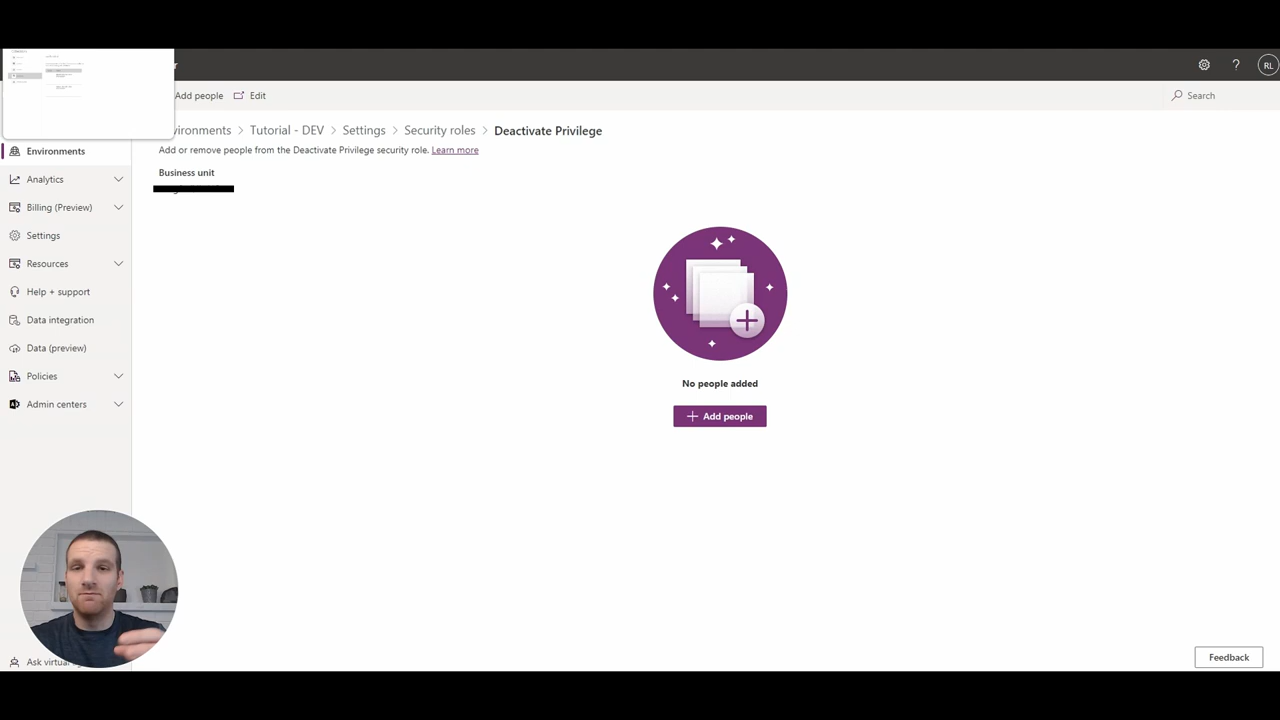 RL
Add people
Edit
Search
Tutorial - DEV
Settings
Security roles
Deactivate Privilege
Add or remove people from the Deactivate Privilege security role. Learn more
Business unit
Environments
Analytics
Billing (Preview)
Settings
Resources
Help + support
Data integration
Data (preview)
Policies
Admin centers
No people added
Add people
Ask
Feedback